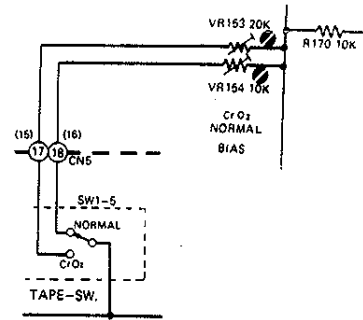 VR153 20K
R170 10K
VR154 10K
CrO₂
NORMAL
BIAS
(15) (16)
17 18
CN5
SW1-5
NORMAL
CrO₂
TAPE-SW.